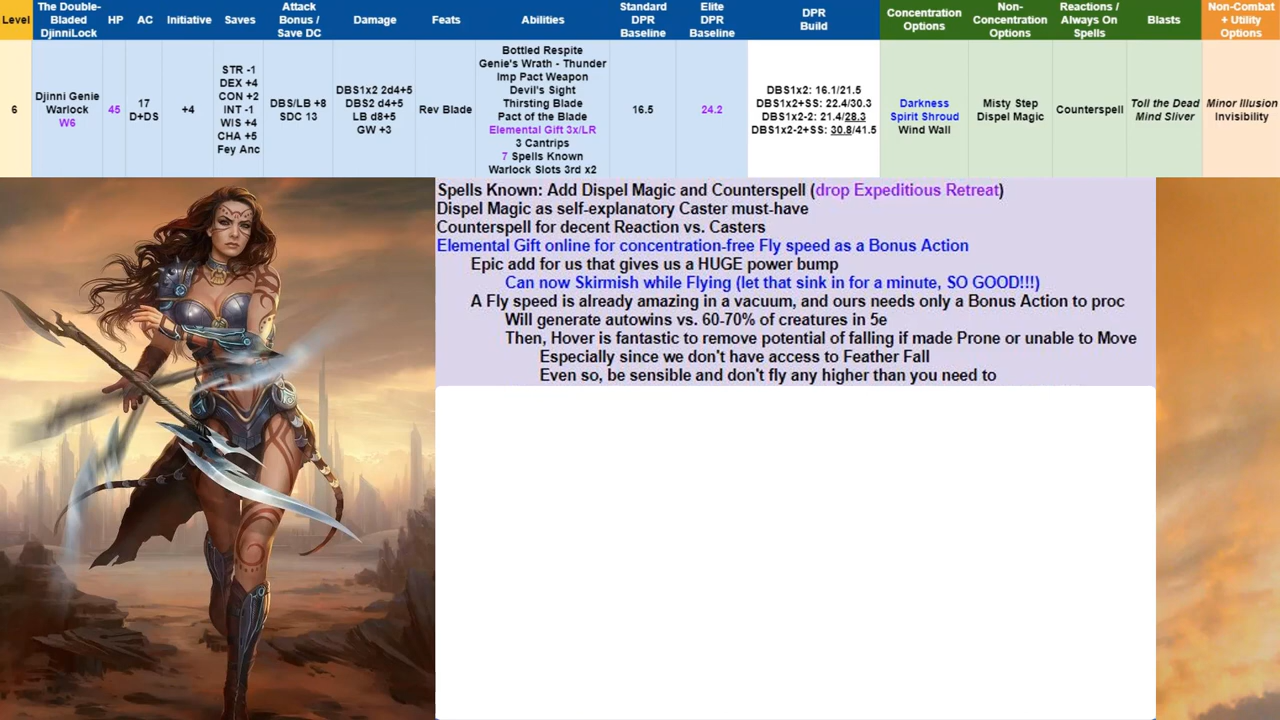 Level
The Double-
Bladed
DjinniLock
HP
AC
Initiative
Saves
Attack
Bonus /
Save DC
Damage
Feats
Abilities
Standard
DPR
Baseline
Elite
DPR
Baseline
DPR
Build
Concentration
Options
Non-
Concentration
Options
Reactions /
Always On
Spells
Blasts
Non-Combat
+ Utility
Options
6
Djinni Genie
Warlock
W6
45
17
D+DS
+4
STR -1
DEX +4
CON +2
INT -1
WIS +4
CHA +5
Fey Anc
DBS/LB +8
SDC 13
DBS1x2 2d4+5
DBS2 d4+5
LB d8+5
GW +3
Rev Blade
Bottled Respite
Genie's Wrath - Thunder
Imp Pact Weapon
Devil's Sight
Thirsting Blade
Pact of the Blade
Elemental Gift 3x/LR
3 Cantrips
7 Spells Known
Warlock Slots 3rd x2
16.5
24.2
DBS1x2: 16.1/21.5
DBS1x2+SS: 22.4/30.3
DBS1x2-2: 21.4/28.3
DBS1x2-2+SS: 30.8/41.5
Darkness
Spirit Shroud
Wind Wall
Misty Step
Dispel Magic
Counterspell
Toll the Dead
Mind Sliver
Minor Illusion
Invisibility
Spells Known: Add Dispel Magic and Counterspell (drop Expeditious Retreat)
Dispel Magic as self-explanatory Caster must-have
Counterspell for decent Reaction vs. Casters
Elemental Gift online for concentration-free Fly speed as a Bonus Action
Epic add for us that gives us a HUGE power bump
Can now Skirmish while Flying (let that sink in for a minute, SO GOOD!!!)
A Fly speed is already amazing in a vacuum, and ours needs only a Bonus Action to proc
Will generate autowins vs. 60-70% of creatures in 5e
Then, Hover is fantastic to remove potential of falling if made Prone or unable to Move
Especially since we don't have access to Feather Fall
Even so, be sensible and don't fly any higher than you need to